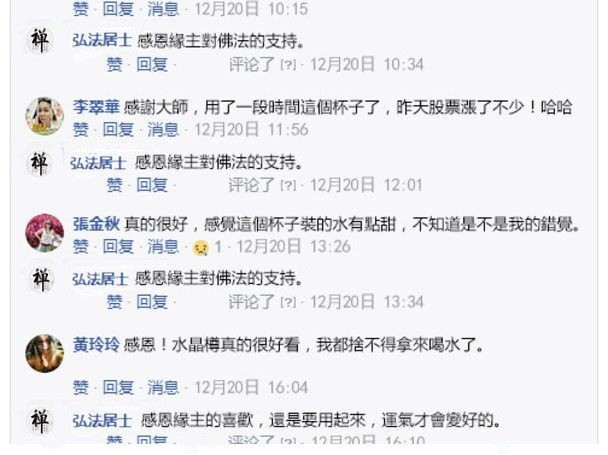 赞 · 回复 · 消息 · 12月20日 10:15
禅
弘法居士 感恩緣主對佛法的支持。
赞 · 回复 · 评论了 [?] · 12月20日 10:34
李翠華 感謝大師，用了一段時間這個杯子了，昨天股票漲了不少！哈哈
赞 · 回复 · 消息 · 12月20日 11:56
禅
弘法居士 感恩緣主對佛法的支持。
赞 · 回复 · 评论了 [?] · 12月20日 12:01
張金秋 真的很好，感覺這個杯子裝的水有點甜，不知道是不是我的錯覺。
赞 · 回复 · 消息 · 1 · 12月20日 13:26
禅
弘法居士 感恩緣主對佛法的支持。
赞 · 回复 · 评论了 [?] · 12月20日 13:34
黃玲玲 感恩！水晶樽真的很好看，我都捨不得拿來喝水了。
赞 · 回复 · 消息 · 12月20日 16:04
禅
弘法居士 感恩緣主的喜歡，還是要用起來，運氣才會變好的。
赞 · 回复 · 评论了 [?] · 12月20日 16:10